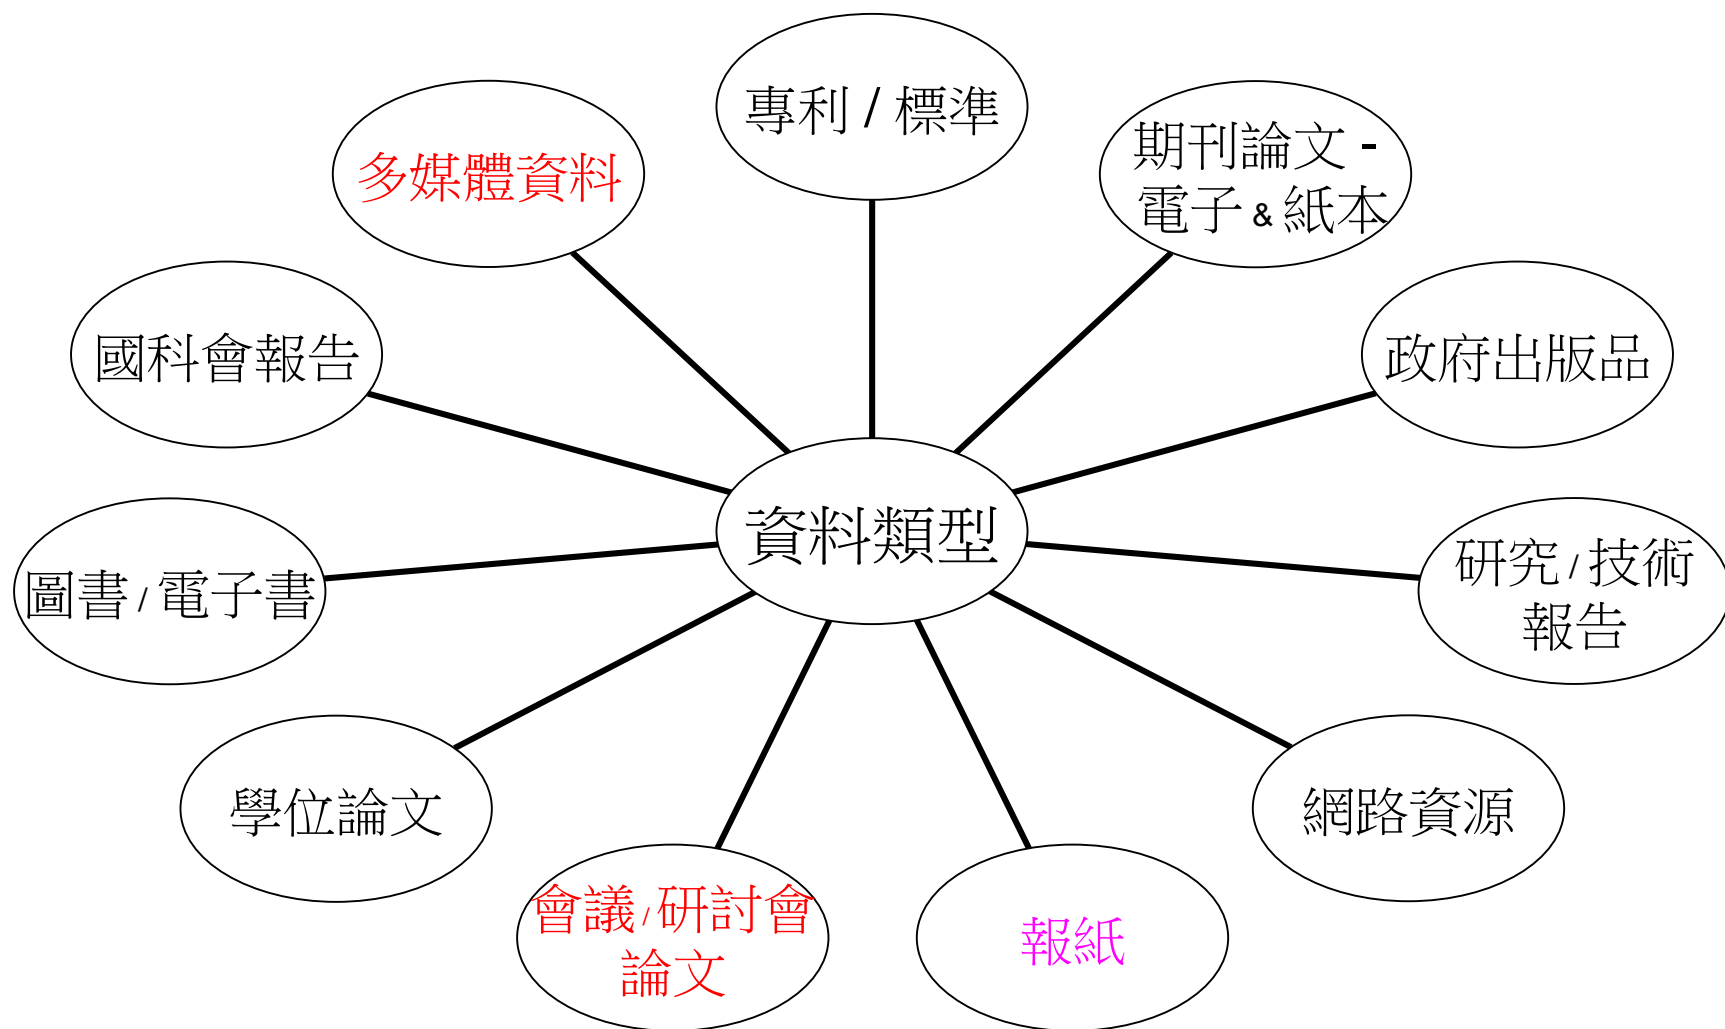 專利 / 標準
多媒體資料
期刊論文 -
電子 & 紙本
國科會報告
政府出版品
資料類型
圖書 / 電子書
研究 / 技術
報告
學位論文
網路資源
會議 / 研討會
論文
報紙